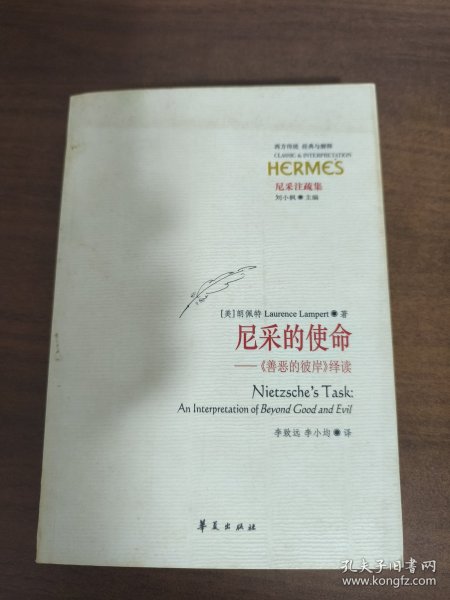 西方传统 经典与解释
CLASSIC & INTERPRETATION
HERMES
尼采注疏集
刘小枫 主编
[美]朗佩特 Laurence Lampert 著
尼采的使命
——《善恶的彼岸》绎读
Nietzsche's Task:
An Interpretation of Beyond Good and Evil
李致远 李小均 译
华夏出版社
孔夫子旧书网
www.kongfz.com